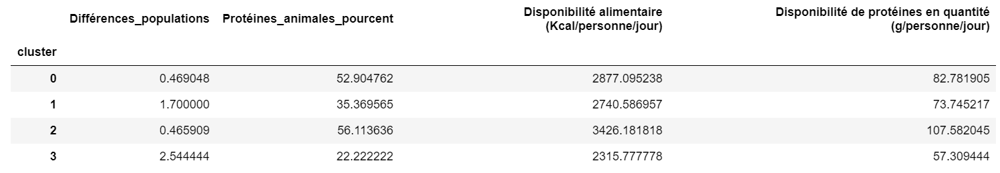 Différences_populations Protéines_animales_pourcent Disponibilité alimentaire Disponibilité de protéines en quantité
(Kcal/personne/jour) (g/personne/jour)
cluster
0 0.469048 52.904762 2877.095238 82.781905
1 1.700000 35.369565 2740.586957 73.745217
2 0.465909 56.113636 3426.181818 107.582045
3 2.544444 22.222222 2315.777778 57.309444